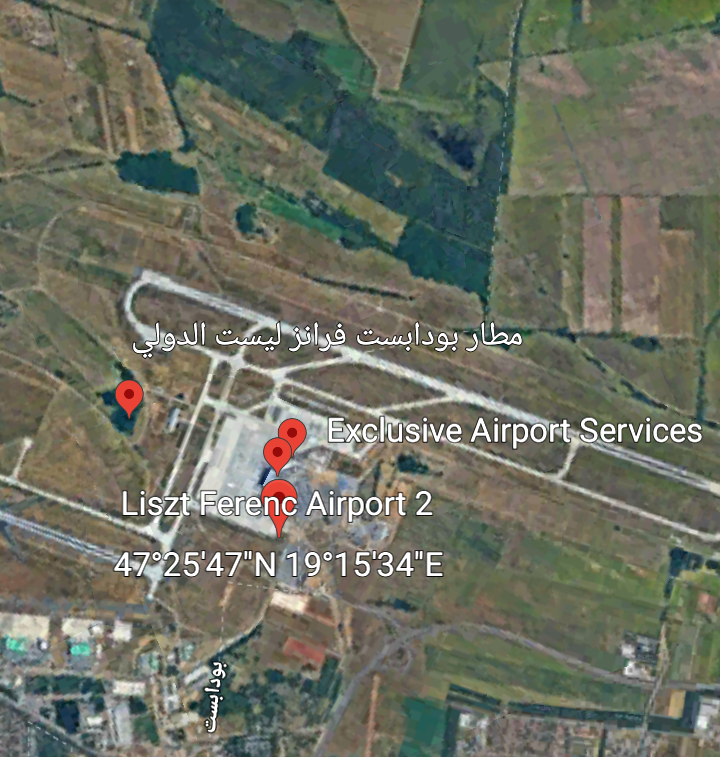 مطار بودابست فرانز ليست الدولي
Exclusive Airport Services
Liszt Ferenc Airport 2
47°25'47"N 19°15'34"E
بودابست